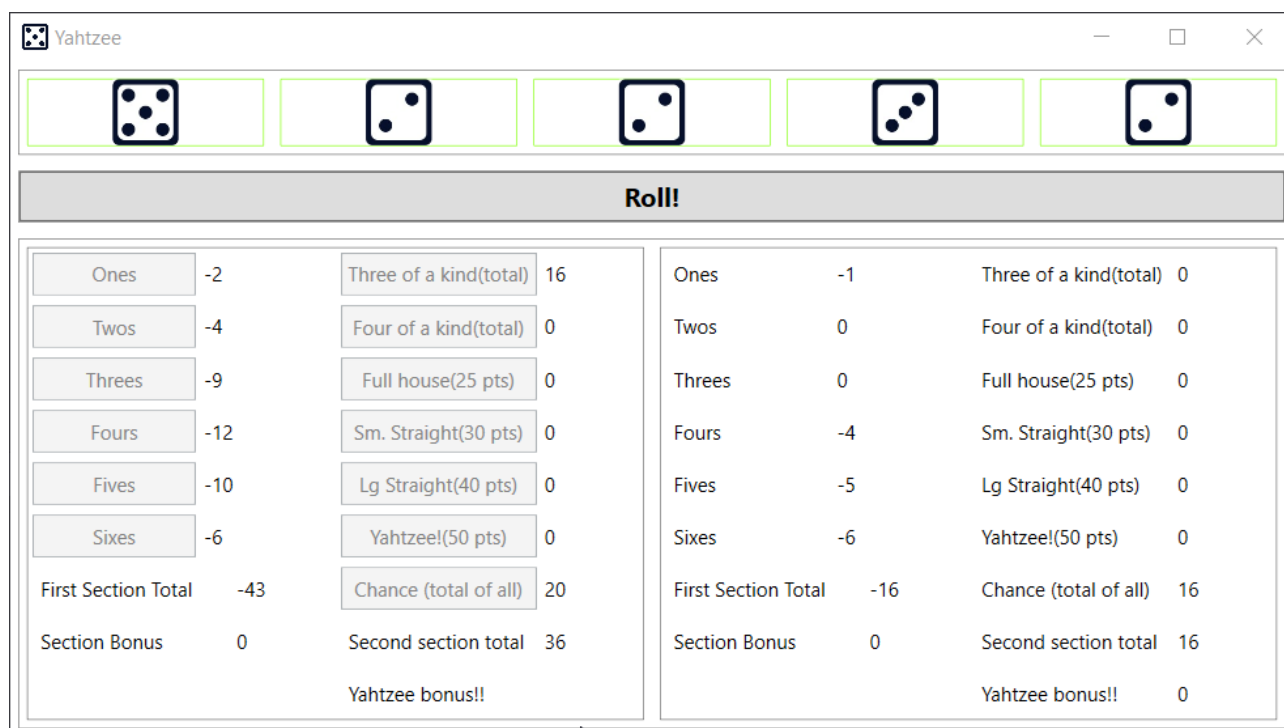 Yahtzee
Roll!
Ones -2 Three of a kind(total) 16
Twos -4 Four of a kind(total) 0
Threes -9 Full house(25 pts) 0
Fours -12 Sm. Straight(30 pts) 0
Fives -10 Lg Straight(40 pts) 0
Sixes -6 Yahtzee!(50 pts) 0
First Section Total -43 Chance (total of all) 20
Section Bonus 0 Second section total 36
Yahtzee bonus!!
Ones -1 Three of a kind(total) 0
Twos 0 Four of a kind(total) 0
Threes 0 Full house(25 pts) 0
Fours -4 Sm. Straight(30 pts) 0
Fives -5 Lg Straight(40 pts) 0
Sixes -6 Yahtzee!(50 pts) 0
First Section Total -16 Chance (total of all) 16
Section Bonus 0 Second section total 16
Yahtzee bonus!! 0